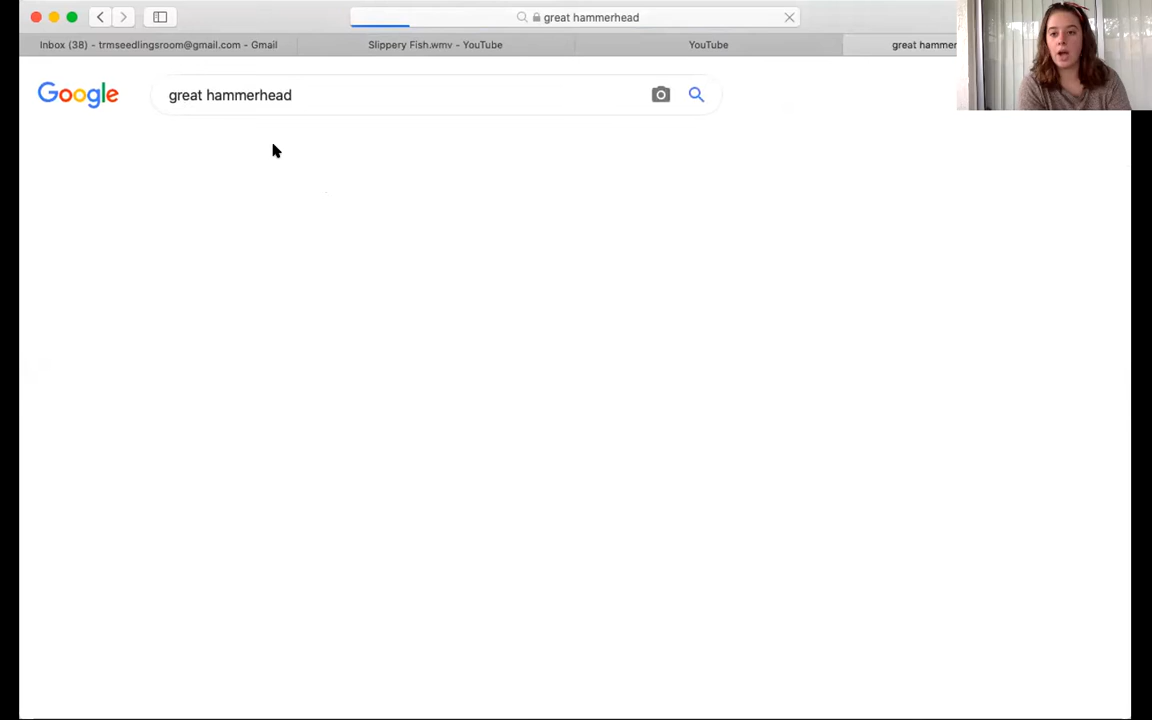 great hammerhead
Inbox (38) - trmseedlingsroom@gmail.com - Gmail
Slippery Fish.wmv - YouTube
YouTube
great hammer
Google
great hammerhead